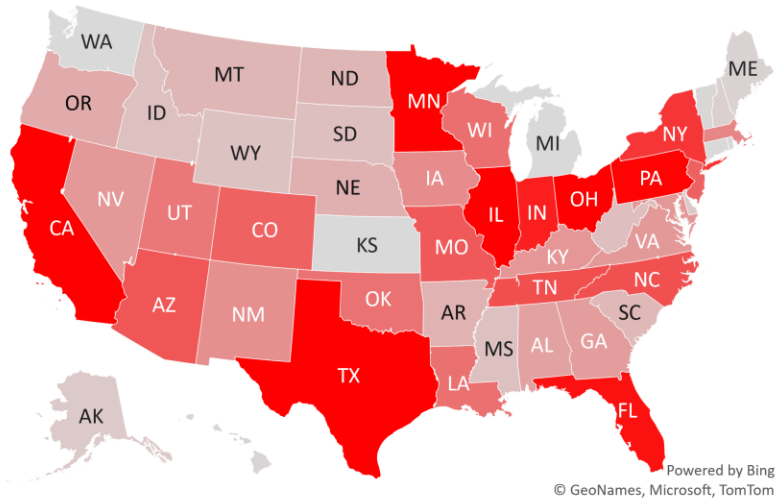 WA
ME
MT
ND
MN
OR
ID
WI
SD
MI
NY
WY
IA
PA
NE
NV
IL
IN
OH
UT
CO
CA
KS
MO
VA
KY
NC
TN
AZ
OK
NM
AR
SC
MS
AL
GA
TX
LA
FL
AK
Powered by Bing
© GeoNames, Microsoft, TomTom